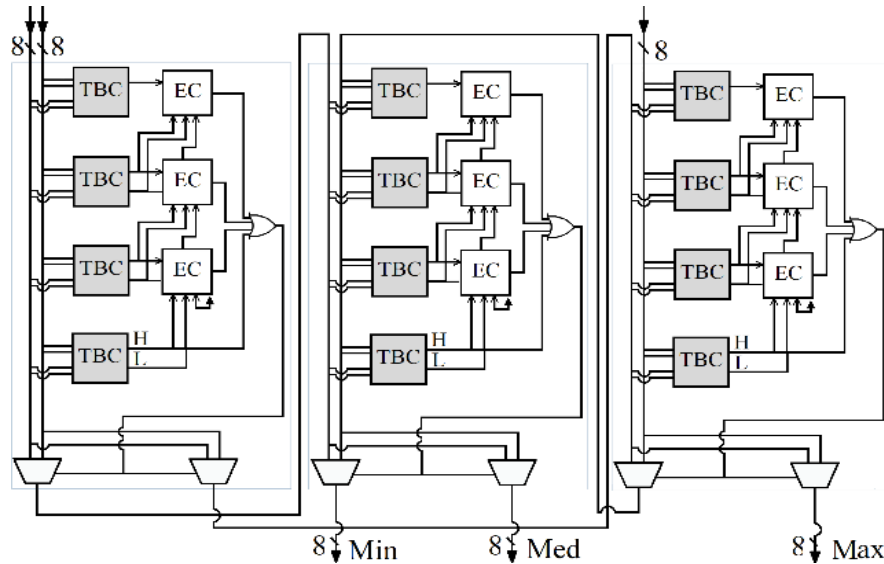 8 8 8
TBC EC TBC EC TBC EC
TBC EC TBC EC TBC EC
TBC EC TBC EC TBC EC
TBC H TBC H TBC H
L L L
8 Min 8 Med 8 Max